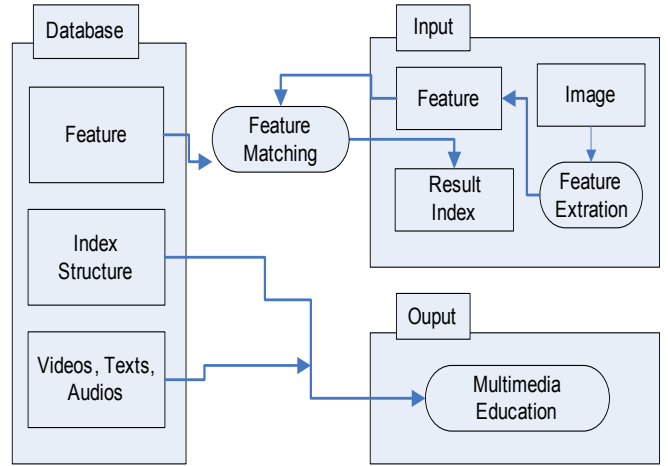 Database
Feature
Index
Structure
Videos, Texts,
Audios
Feature
Matching
Input
Feature
Image
Result
Index
Feature
Extration
Ouput
Multimedia
Education